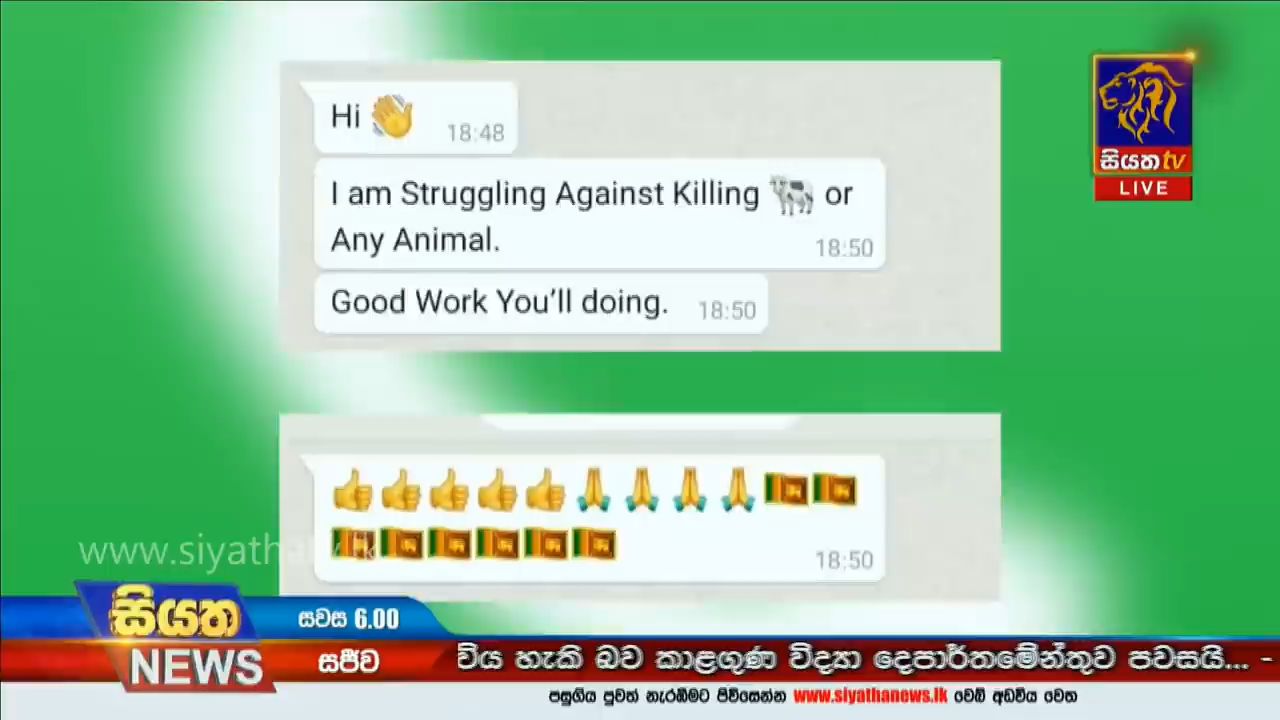 Hi 👋 18:48
I am Struggling Against Killing 🐄 or
Any Animal. 18:50
Good Work You'll doing. 18:50
සියත tv
LIVE
👍👍👍👍👍🙏🙏🙏🙏🇱🇰🇱🇰
🇱🇰🇱🇰🇱🇰🇱🇰🇱🇰🇱🇰 18:50
සියත
NEWS
සවස 6.00
සජීව
විය හැකි බව කාළගුණ විද්‍යා දෙපාර්තමේන්තුව පවසයි... -
පසුගිය පුවත් නැරඹීමට පිවිසෙන්න www.siyathanews.lk වෙබ් අඩවිය වෙත